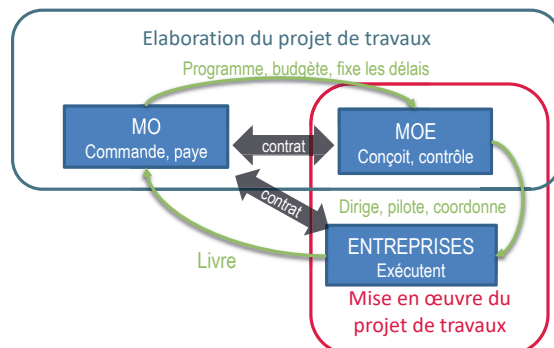 Elaboration du projet de travaux
Programme, budgète, fixe les délais
MO
Commande, paye
contrat
MOE
Conçoit, contrôle
contrat
Dirige, pilote, coordonne
Livre
ENTREPRISES
Exécutent
Mise en œuvre du
projet de travaux